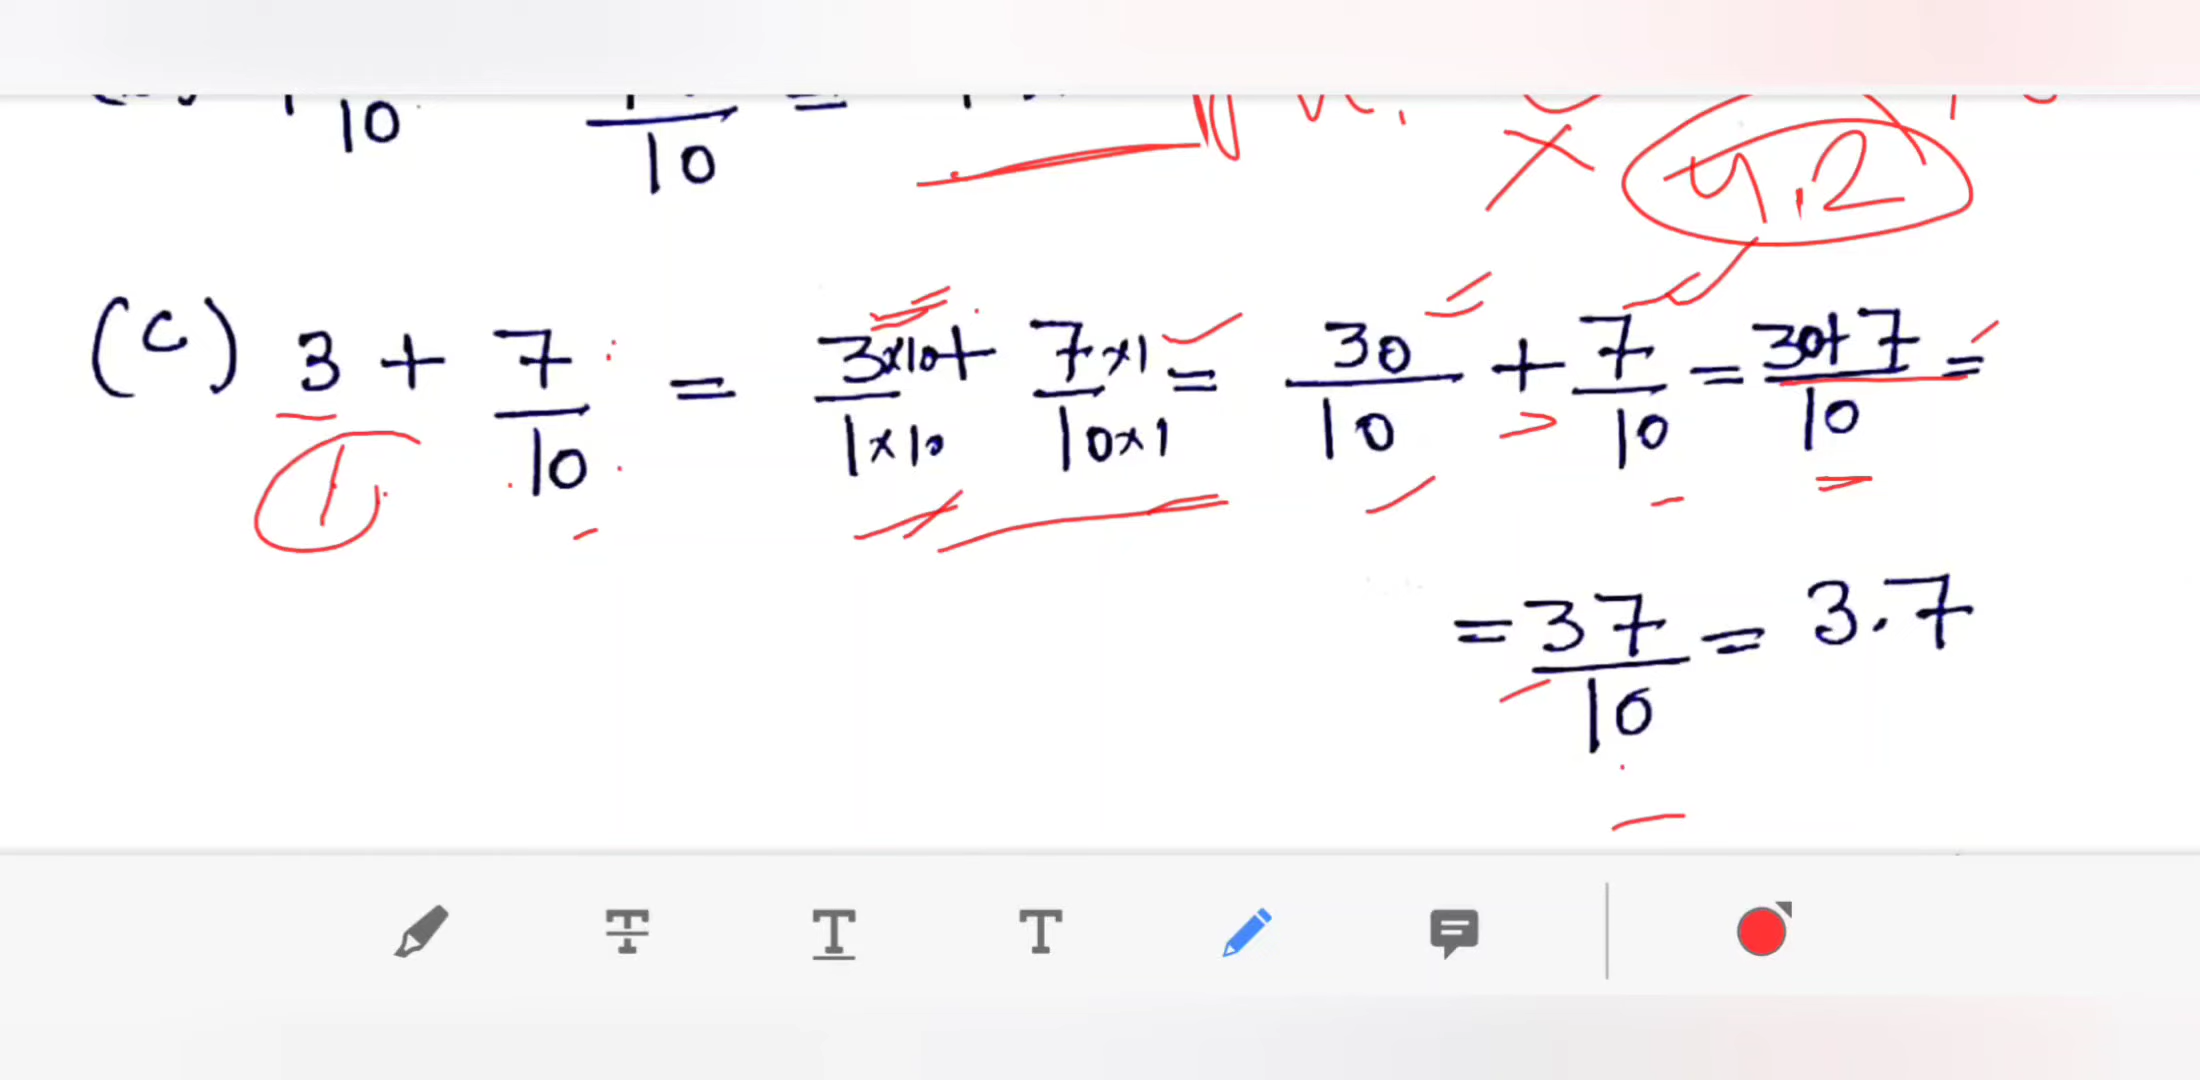 10
10
4.2
(C) 3 + 7/10 = 3×10/1×10 + 7×1/10×1 = 30/10 + 7/10 = 30+7/10 =
1
= 37/10 = 3.7